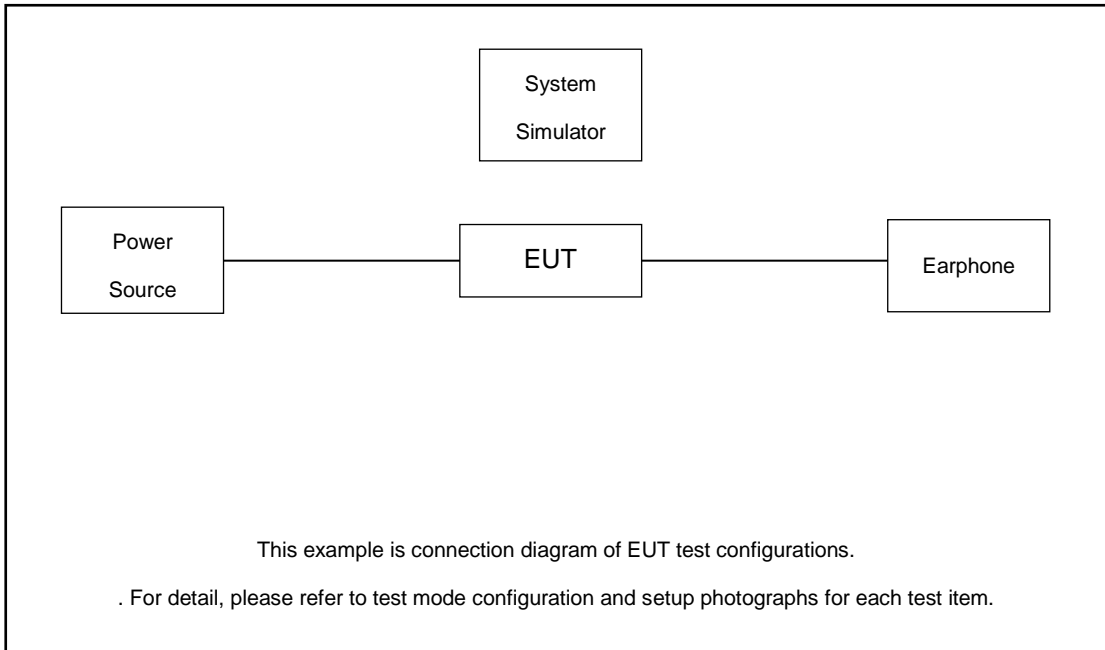 System
Simulator
Power
Source
EUT
Earphone
This example is connection diagram of EUT test configurations.
. For detail, please refer to test mode configuration and setup photographs for each test item.